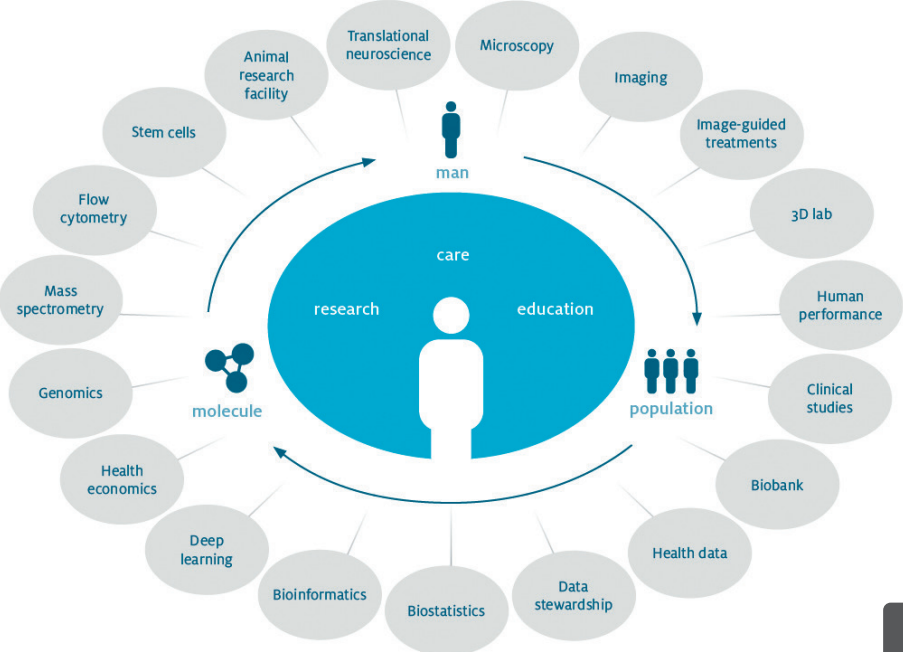 Translational
neuroscience
Microscopy
Animal
research
facility
Imaging
Stem cells
Image-guided
treatments
man
Flow
cytometry
3D lab
care
research
education
Mass
spectrometry
Human
performance
Genomics
molecule
population
Clinical
studies
Health
economics
Biobank
Deep
learning
Health data
Bioinformatics
Biostatistics
Data
stewardship